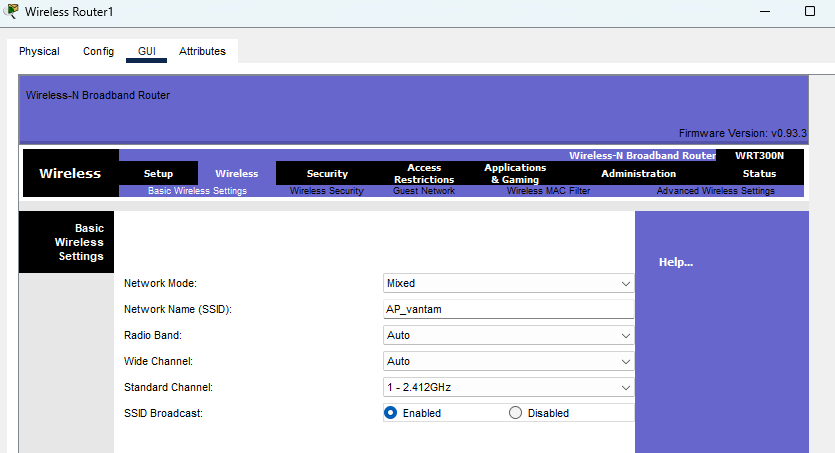 Wireless Router1
Physical Config GUI Attributes
Wireless-N Broadband Router
Firmware Version: v0.93.3
Wireless-N Broadband Router WRT300N
Wireless Setup Wireless Security Access Restrictions Applications & Gaming Administration Status
Basic Wireless Settings Wireless Security Guest Network Wireless MAC Filter Advanced Wireless Settings
Basic
Wireless
Settings
Help...
Network Mode: Mixed
Network Name (SSID): AP_vantam
Radio Band: Auto
Wide Channel: Auto
Standard Channel: 1 - 2.412GHz
SSID Broadcast: Enabled Disabled